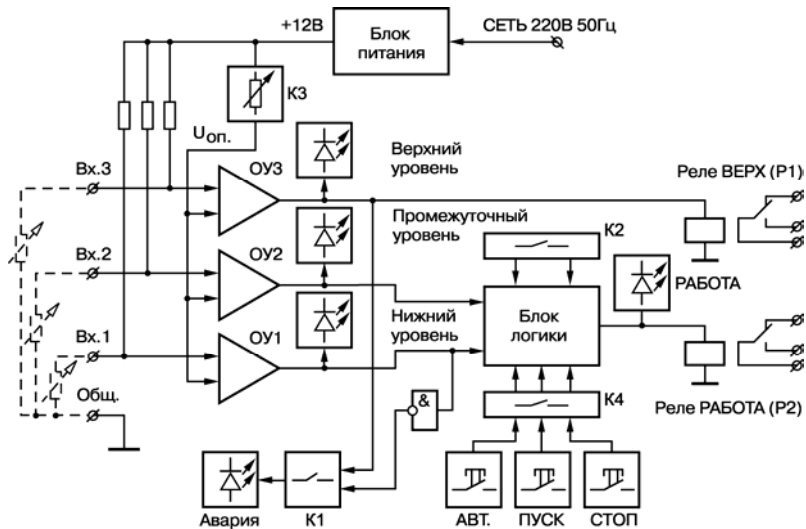 +12В
Блок
питания
СЕТЬ 220В 50Гц
К3
Uоп.
Вх.3
ОУ3
Верхний
уровень
Реле ВЕРХ (Р1)
Промежуточный
уровень
Вх.2
ОУ2
К2
РАБОТА
Нижний
уровень
Блок
логики
Вх.1
ОУ1
Общ.
&
К4
Реле РАБОТА (Р2)
Авария
К1
АВТ.
ПУСК
СТОП